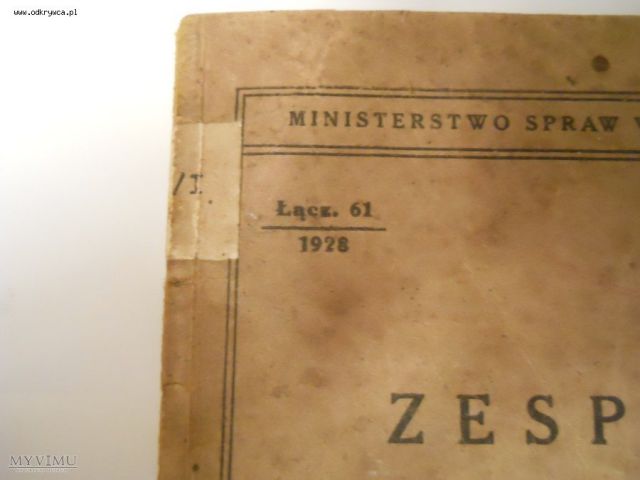 www.odkrywca.pl
MINISTERSTWO SPRAW
/I.
Łącz. 61
1928
ZESP
MYVIMU